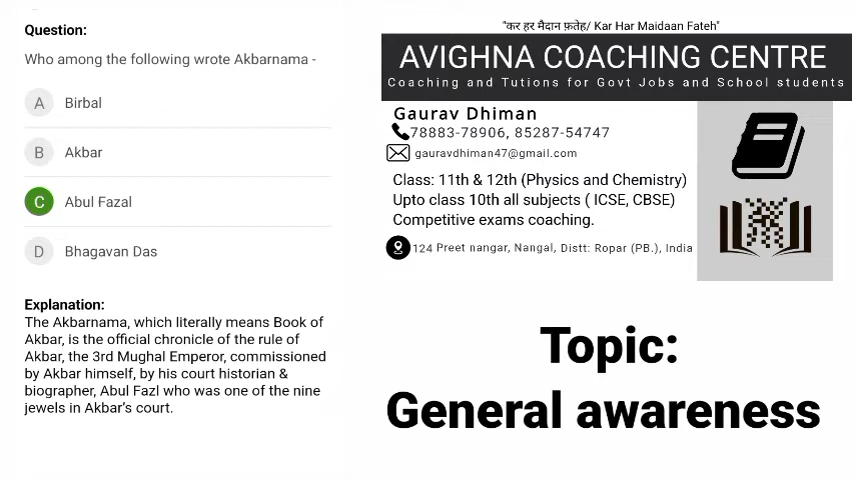 Question:
Who among the following wrote Akbarnama -
A Birbal
B Akbar
C Abul Fazal
D Bhagavan Das
Explanation:
The Akbarnama, which literally means Book of
Akbar, is the official chronicle of the rule of
Akbar, the 3rd Mughal Emperor, commissioned
by Akbar himself, by his court historian &
biographer, Abul Fazl who was one of the nine
jewels in Akbar's court.
"कर हर मैदान फ़तेह/ Kar Har Maidaan Fateh"
AVIGHNA COACHING CENTRE
Coaching and Tutions for Govt Jobs and School students
Gaurav Dhiman
78883-78906, 85287-54747
gauravdhiman47@gmail.com
Class: 11th & 12th (Physics and Chemistry)
Upto class 10th all subjects ( ICSE, CBSE)
Competitive exams coaching.
124 Preet nangar, Nangal, Distt: Ropar (PB.), India
Topic:
General awareness